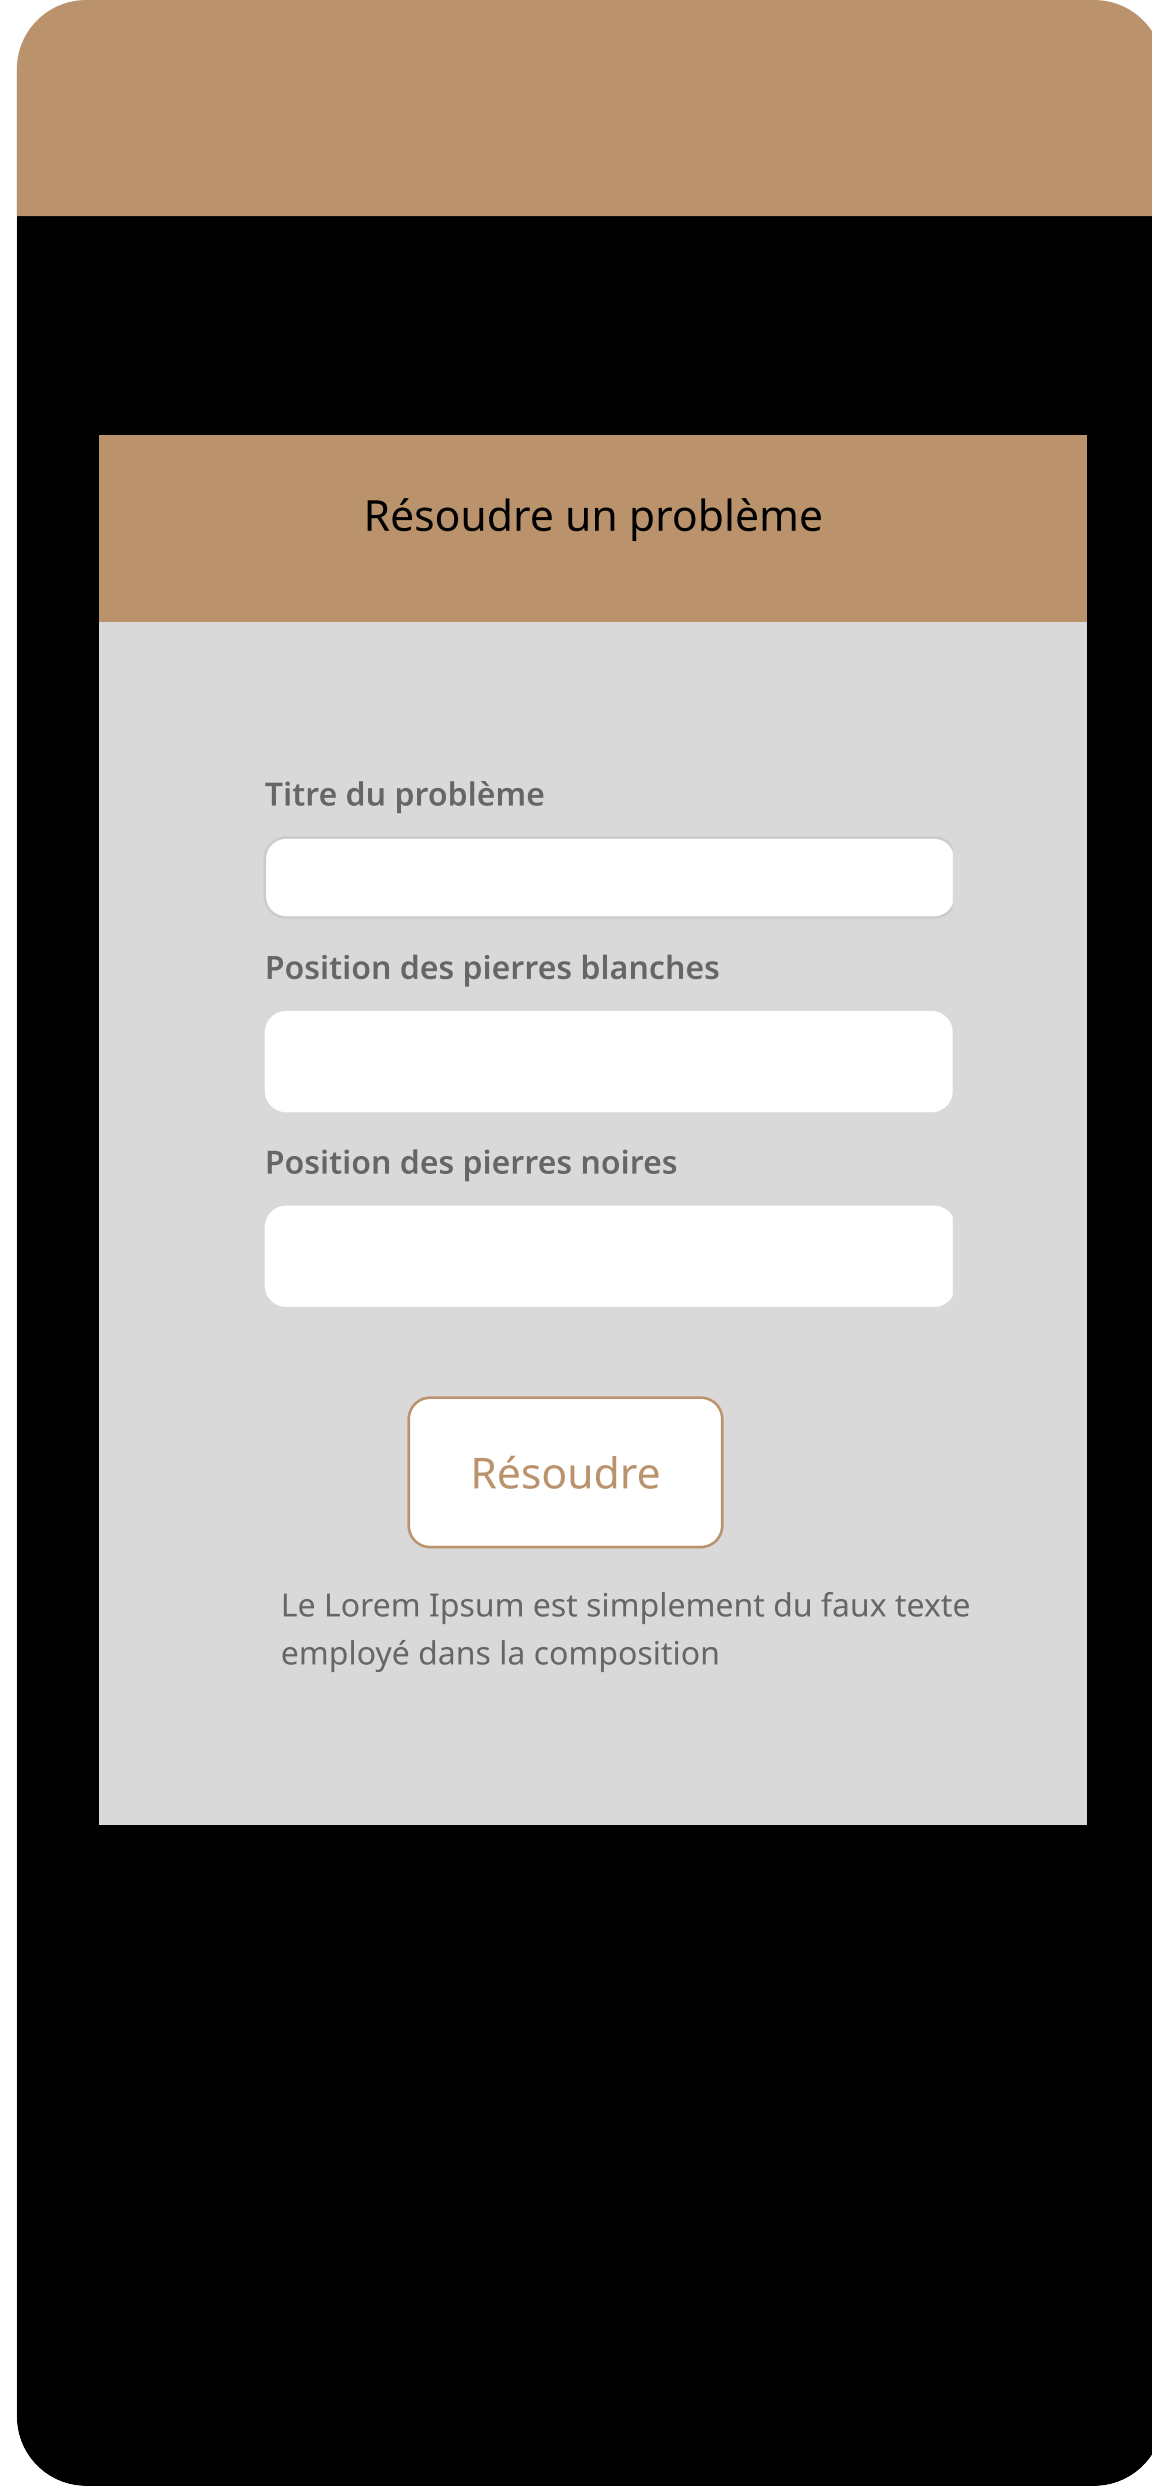 Résoudre un problème
Titre du problème
Position des pierres blanches
Position des pierres noires
Résoudre
Le Lorem Ipsum est simplement du faux texte
employé dans la composition